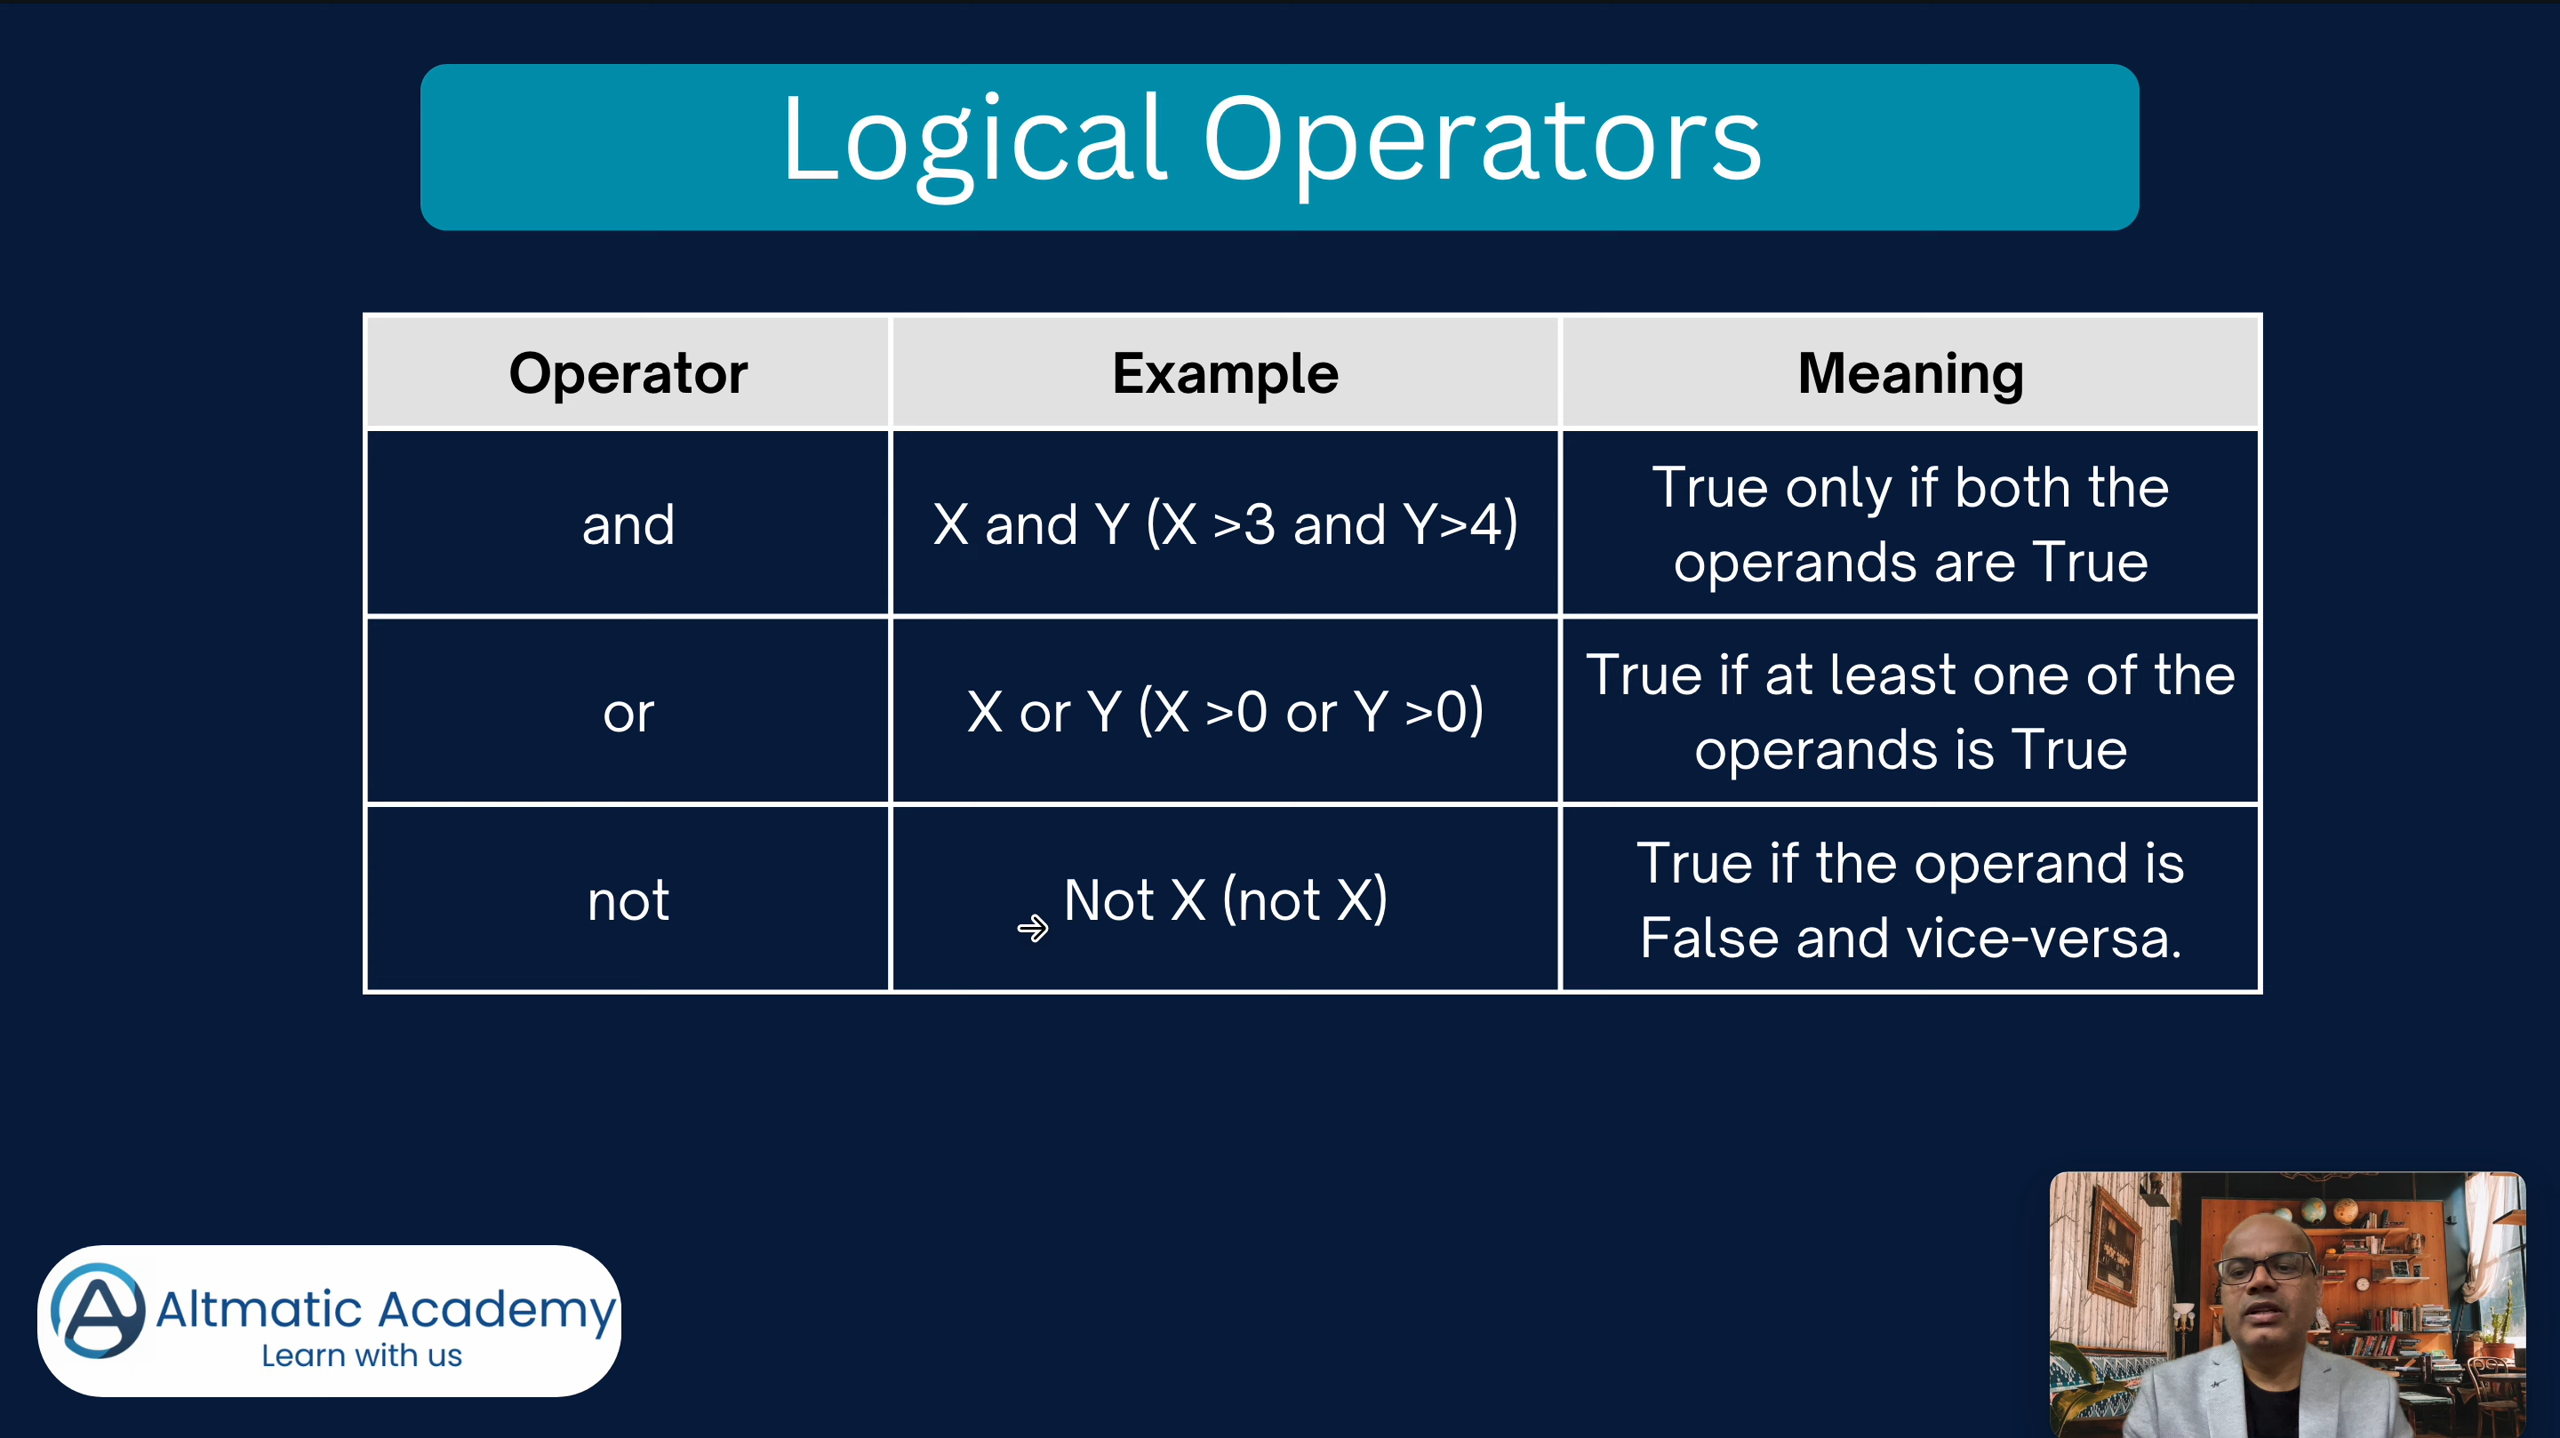 Logical Operators
Operator Example Meaning
and X and Y (X >3 and Y>4) True only if both the
operands are True
or X or Y (X >0 or Y >0) True if at least one of the
operands is True
not Not X (not X) True if the operand is
False and vice-versa.
Altmatic Academy
Learn with us